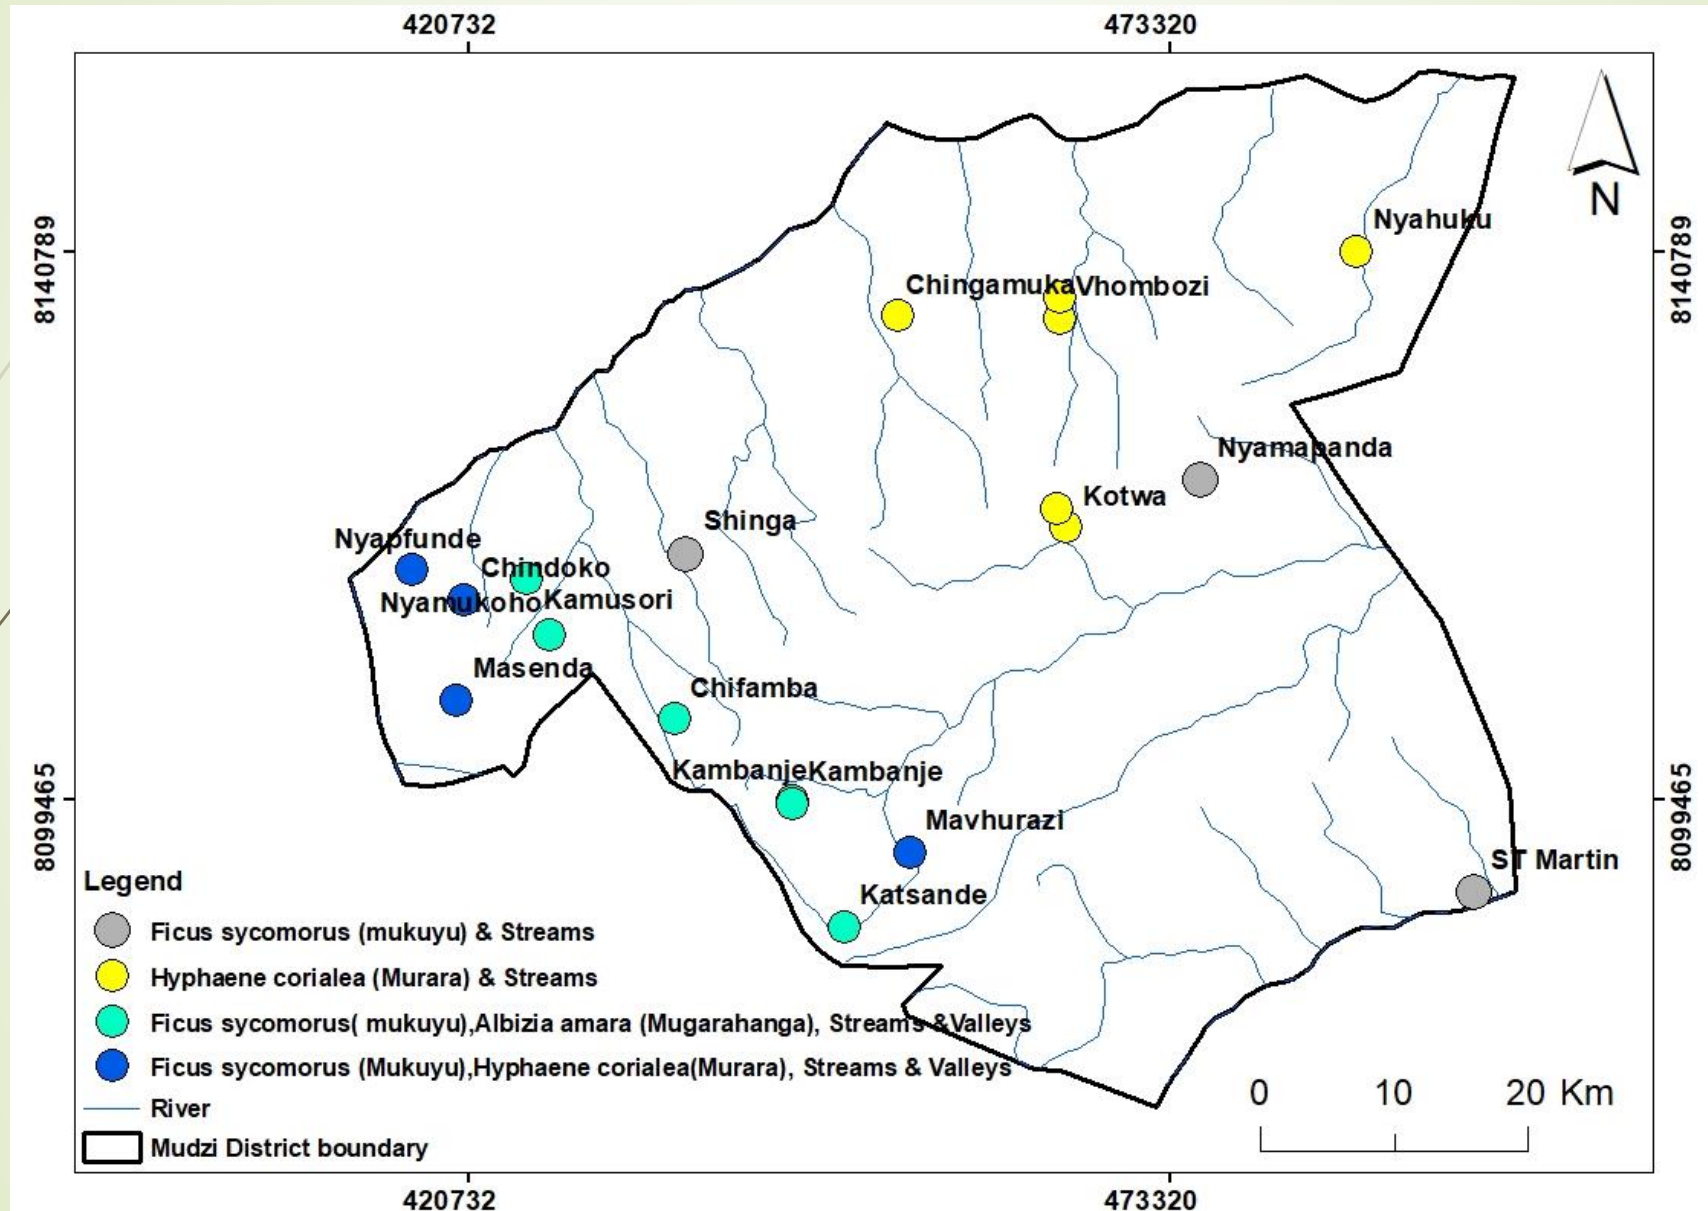 420732 473320
N
8140789 8140789
Nyahuku
Chingamuka Vhombozi
Nyamapanda
Kotwa
Shinga
Nyapfunde
Chindoko
Nyamukoho Kamusori
Masenda
Chifamba
Kambanje Kambanje
8099465 8099465
Mavhurazi
ST Martin
Katsande
Legend
Ficus sycomorus (mukuyu) & Streams
Hyphaene corialea (Murara) & Streams
Ficus sycomorus( mukuyu),Albizia amara (Mugarahanga), Streams &Valleys
Ficus sycomorus (Mukuyu),Hyphaene corialea(Murara), Streams & Valleys
River
Mudzi District boundary
0 10 20 Km
420732 473320